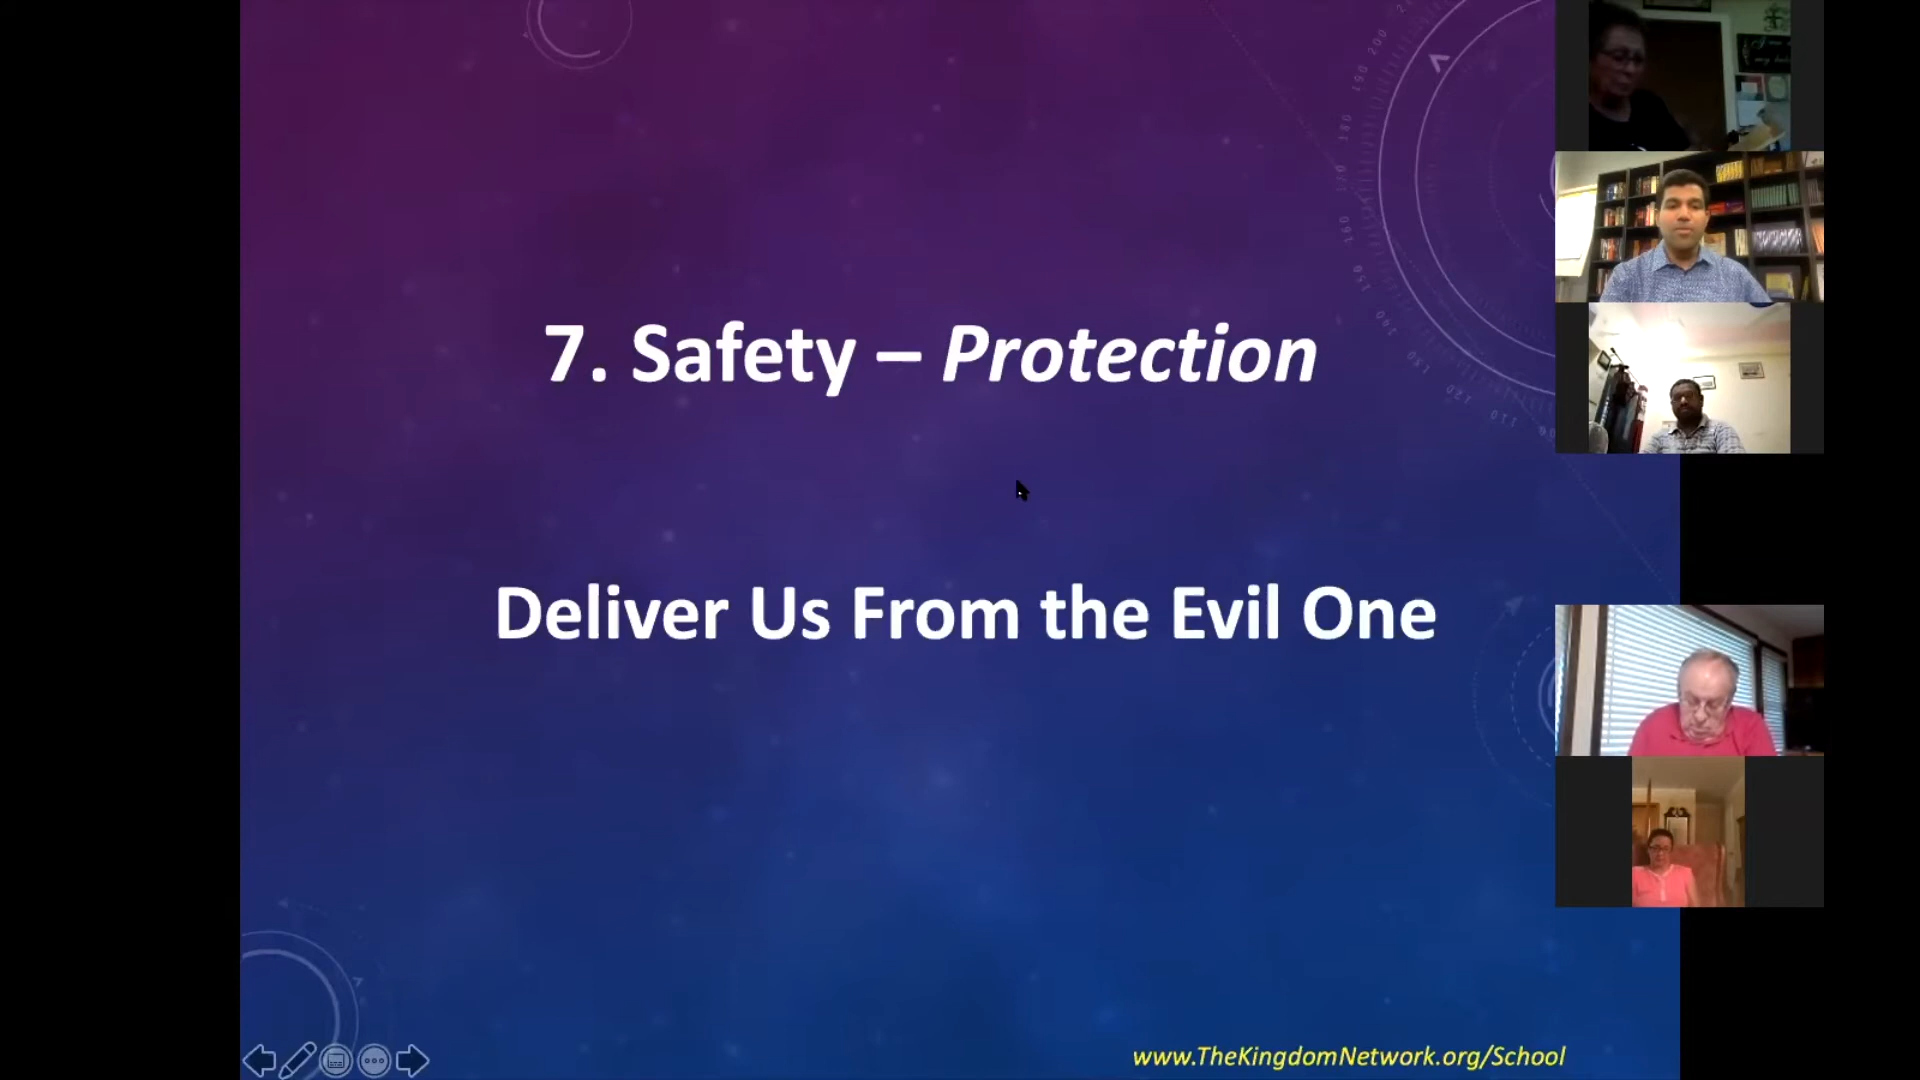 7. Safety – Protection
Deliver Us From the Evil One
www.TheKingdomNetwork.org/School